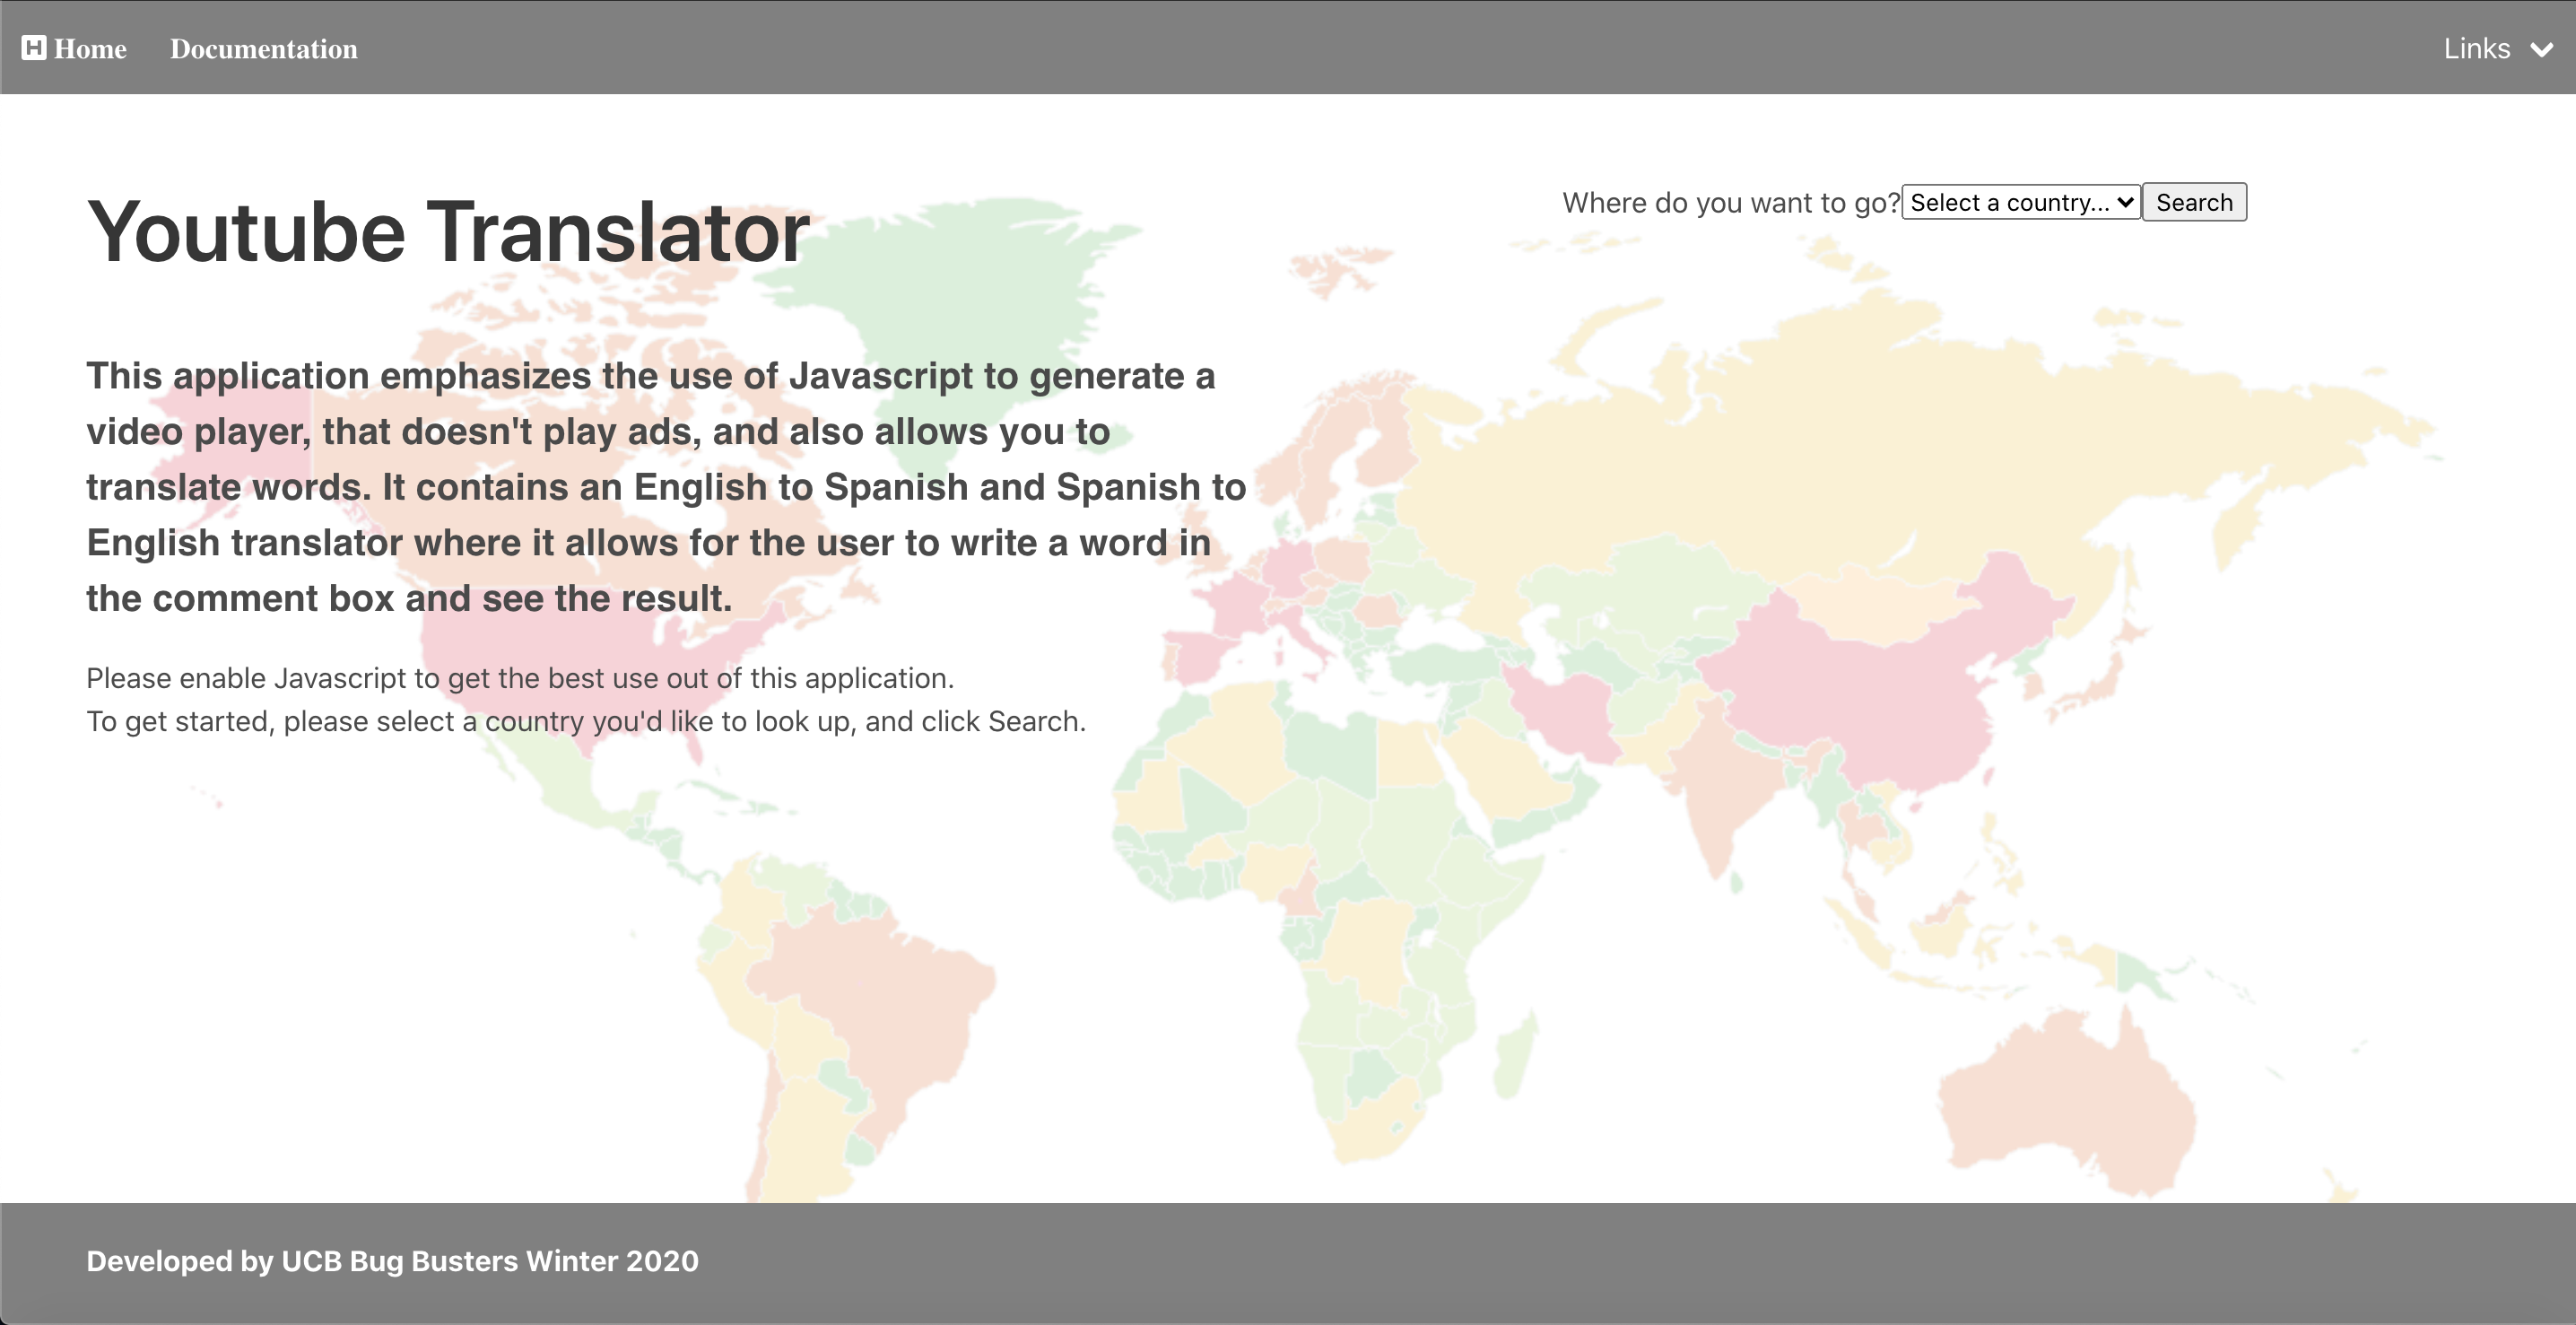 Home Documentation Links
Where do you want to go? Select a country... Search
Youtube Translator
This application emphasizes the use of Javascript to generate a
video player, that doesn't play ads, and also allows you to
translate words. It contains an English to Spanish and Spanish to
English translator where it allows for the user to write a word in
the comment box and see the result.
Please enable Javascript to get the best use out of this application.
To get started, please select a country you'd like to look up, and click Search.
Developed by UCB Bug Busters Winter 2020